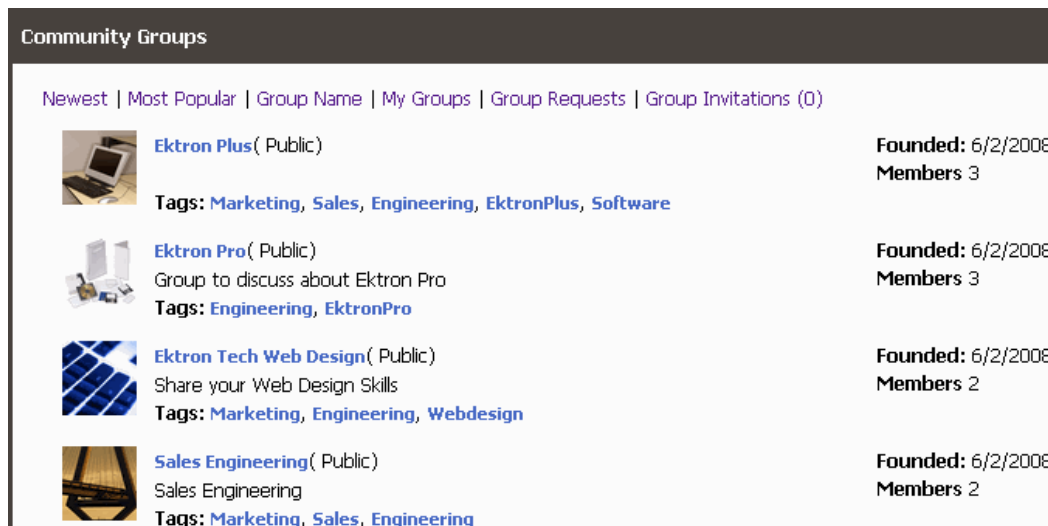 Community Groups
Newest | Most Popular | Group Name | My Groups | Group Requests | Group Invitations (0)
Ektron Plus( Public)
Founded: 6/2/2008
Members 3
Tags: Marketing, Sales, Engineering, EktronPlus, Software
Ektron Pro( Public)
Founded: 6/2/2008
Group to discuss about Ektron Pro
Members 3
Tags: Engineering, EktronPro
Ektron Tech Web Design( Public)
Founded: 6/2/2008
Share your Web Design Skills
Members 2
Tags: Marketing, Engineering, Webdesign
Sales Engineering( Public)
Founded: 6/2/2008
Sales Engineering
Members 2
Tags: Marketing, Sales, Engineering